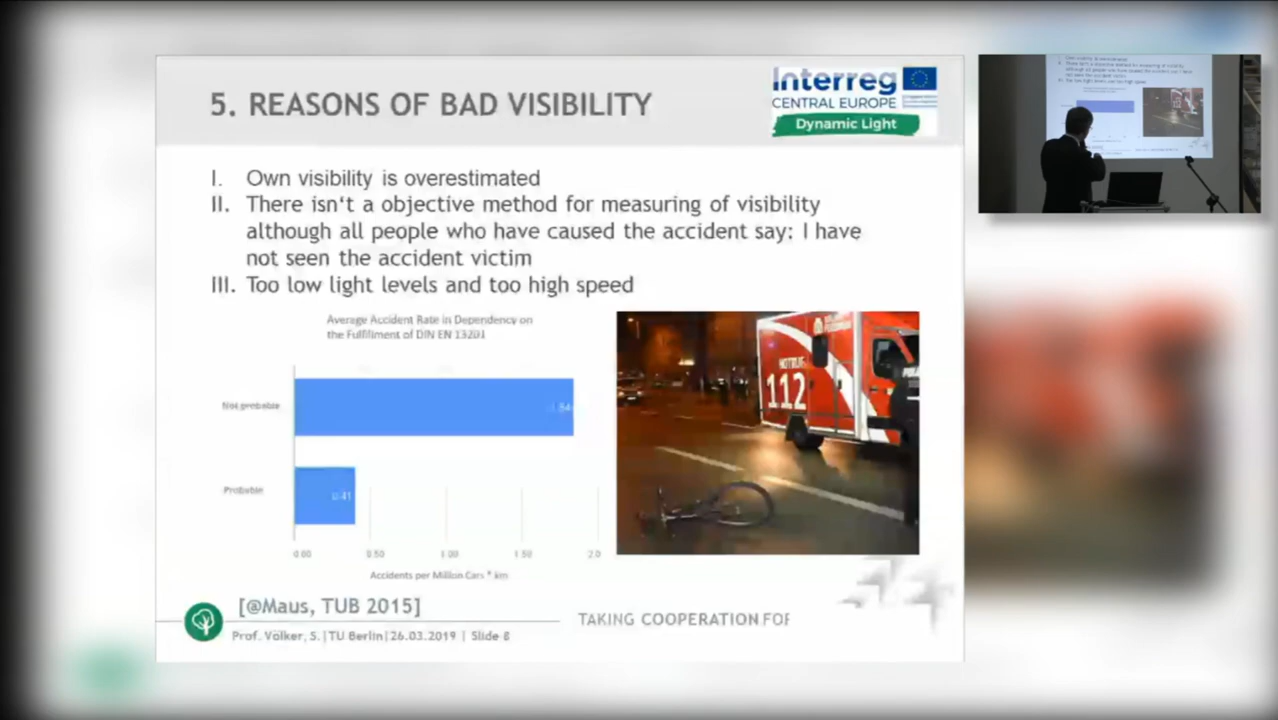 5. REASONS OF BAD VISIBILITY
Interreg
CENTRAL EUROPE
Dynamic Light
I. Own visibility is overestimated
II. There isn't a objective method for measuring of visibility
although all people who have caused the accident say: I have
not seen the accident victim
III. Too low light levels and too high speed
Average Accident Rate in Dependency on
the Fulfillment of DIN EN 13201
Not probable
Probable
0.41
0.00 0.50 1.00 1.50 2.0
Accidents per Million Cars * km
NOTRUF
112
[@Maus, TUB 2015]
Prof. Völker, S.|TU Berlin|26.03.2019 | Slide 8
TAKING COOPERATION FOR